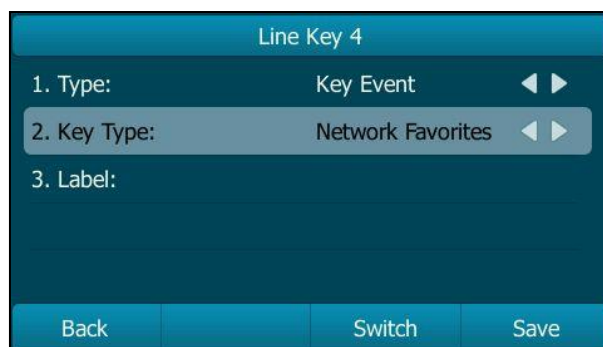 Line Key 4
1. Type: Key Event
2. Key Type: Network Favorites
3. Label:
Back Switch Save